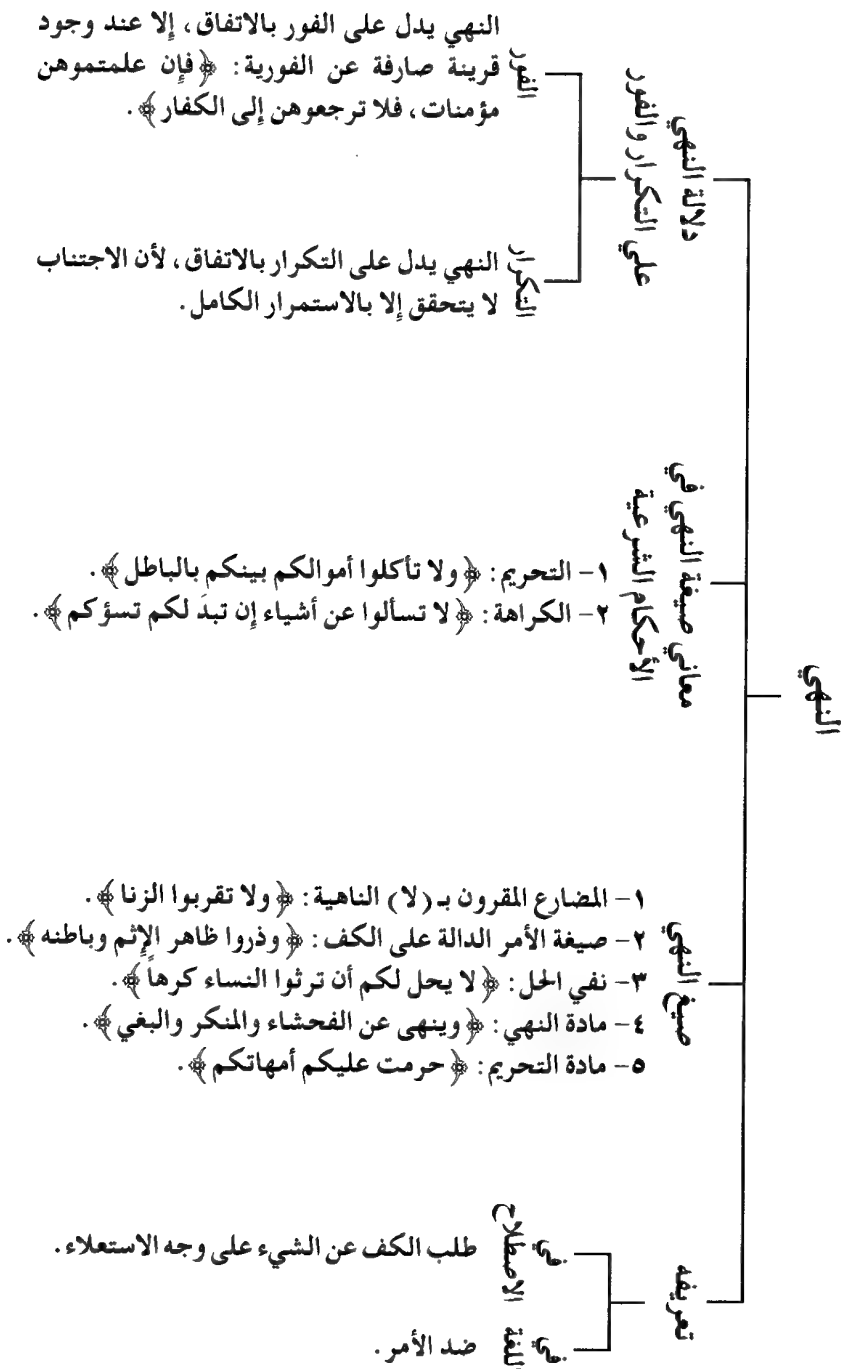 النهي
دلالة النهي
على التكرار والفور
الفور
النهي يدل على الفور بالاتفاق، إلا عند وجود
قرينة صارفة عن الفورية: ﴿فإن علمتموهن
مؤمنات، فلا ترجعوهن إلى الكفار﴾.
التكرار
النهي يدل على التكرار بالاتفاق، لأن الاجتناب
لا يتحقق إلا بالاستمرار الكامل.
معاني صيغة النهي في
الأحكام الشرعية
١- التحريم: ﴿ولا تأكلوا أموالكم بينكم بالباطل﴾.
٢- الكراهة: ﴿لا تسألوا عن أشياء إن تبدَ لكم تسؤكم﴾.
صيغ النهي
١- المضارع المقرون بـ (لا) الناهية: ﴿ولا تقربوا الزنا﴾.
٢- صيغة الأمر الدالة على الكف: ﴿وذروا ظاهر الإثم وباطنه﴾.
٣- نفي الحل: ﴿لا يحل لكم أن ترثوا النساء كرهاً﴾.
٤- مادة النهي: ﴿وينهى عن الفحشاء والمنكر والبغي﴾.
٥- مادة التحريم: ﴿حرمت عليكم أمهاتكم﴾.
تعريفه
في
الاصطلاح
طلب الكف عن الشيء على وجه الاستعلاء.
في
اللغة
ضد الأمر.